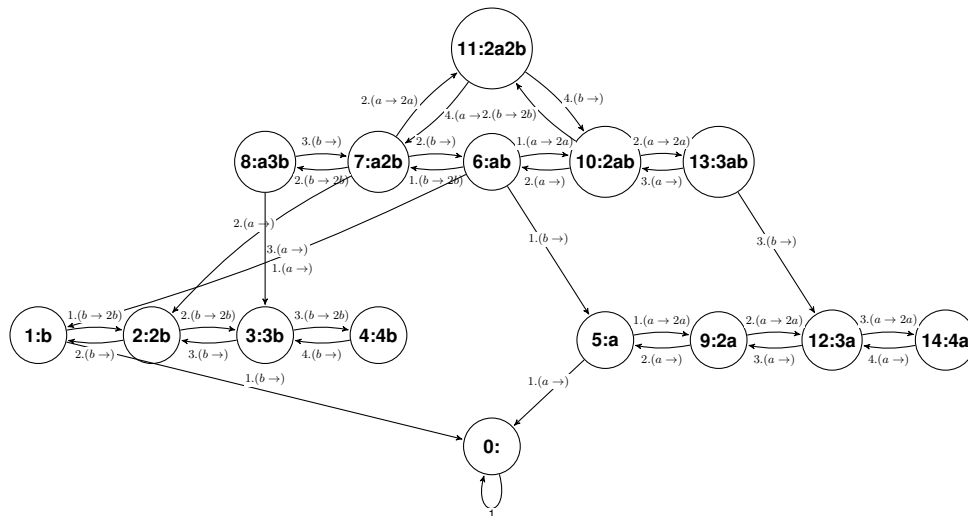 11:2a2b
2.(a → 2a)
4.(b →)
4.(a → 2.(b → 2b)
8:a3b
3.(b →)
2.(b → 2b)
7:a2b
2.(b →)
1.(b → 2b)
6:ab
1.(a → 2a)
2.(a →)
10:2ab
2.(a → 2a)
3.(a →)
13:3ab
2.(a →)
3.(a →)
1.(a →)
1.(b →)
3.(b →)
1:b
1.(b → 2b)
2.(b →)
2:2b
2.(b → 2b)
3.(b →)
3:3b
3.(b → 2b)
4.(b →)
4:4b
5:a
1.(a → 2a)
2.(a →)
9:2a
2.(a → 2a)
3.(a →)
12:3a
3.(a → 2a)
4.(a →)
14:4a
1.(b →)
1.(a →)
0:
1